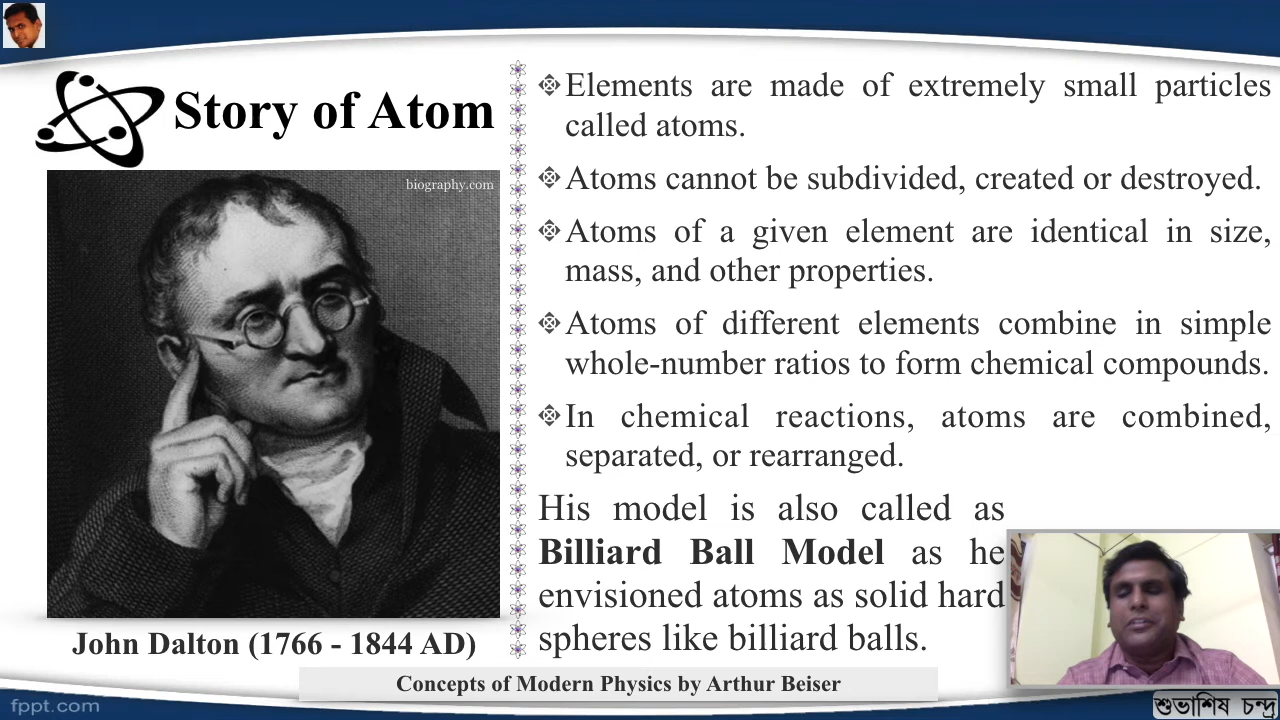 Story of Atom
biography.com
John Dalton (1766 - 1844 AD)
Elements are made of extremely small particles
called atoms.
Atoms cannot be subdivided, created or destroyed.
Atoms of a given element are identical in size,
mass, and other properties.
Atoms of different elements combine in simple
whole-number ratios to form chemical compounds.
In chemical reactions, atoms are combined,
separated, or rearranged.
His model is also called as
Billiard Ball Model as he
envisioned atoms as solid hard
spheres like billiard balls.
Concepts of Modern Physics by Arthur Beiser
fppt.com
শুভাশিষ চন্দ্র